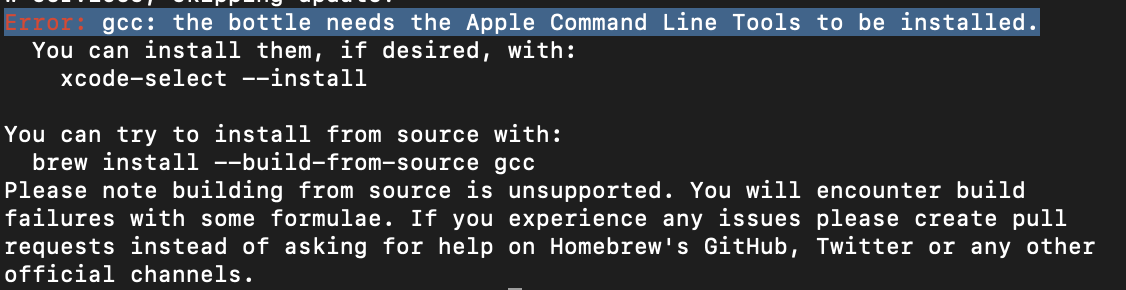 # services, skipping update.
Error: gcc: the bottle needs the Apple Command Line Tools to be installed.
You can install them, if desired, with:
xcode-select --install
You can try to install from source with:
brew install --build-from-source gcc
Please note building from source is unsupported. You will encounter build
failures with some formulae. If you experience any issues please create pull
requests instead of asking for help on Homebrew's GitHub, Twitter or any other
official channels.